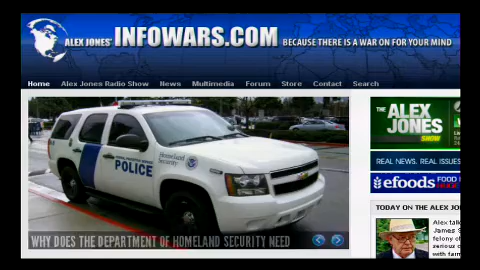 ALEX JONES' INFOWARS.COM BECAUSE THERE IS A WAR ON FOR YOUR MIND
Home Alex Jones Radio Show News Multimedia Forum Store Contact Search
THE ALEX JONES SHOW
Homeland Security
POLICE
REAL NEWS. REAL ISSUES
efoods FOOD
TODAY ON THE ALEX JO
Alex talk
James S
felony o
serious c
with farm
WHY DOES THE DEPARTMENT OF HOMELAND SECURITY NEED